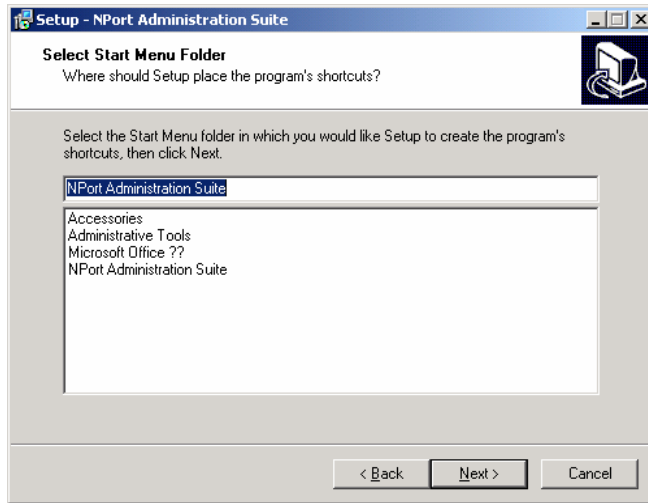 Setup - NPort Administration Suite
Select Start Menu Folder
Where should Setup place the program's shortcuts?
Select the Start Menu folder in which you would like Setup to create the program's
shortcuts, then click Next.
NPort Administration Suite
Accessories
Administrative Tools
Microsoft Office ??
NPort Administration Suite
< Back Next > Cancel